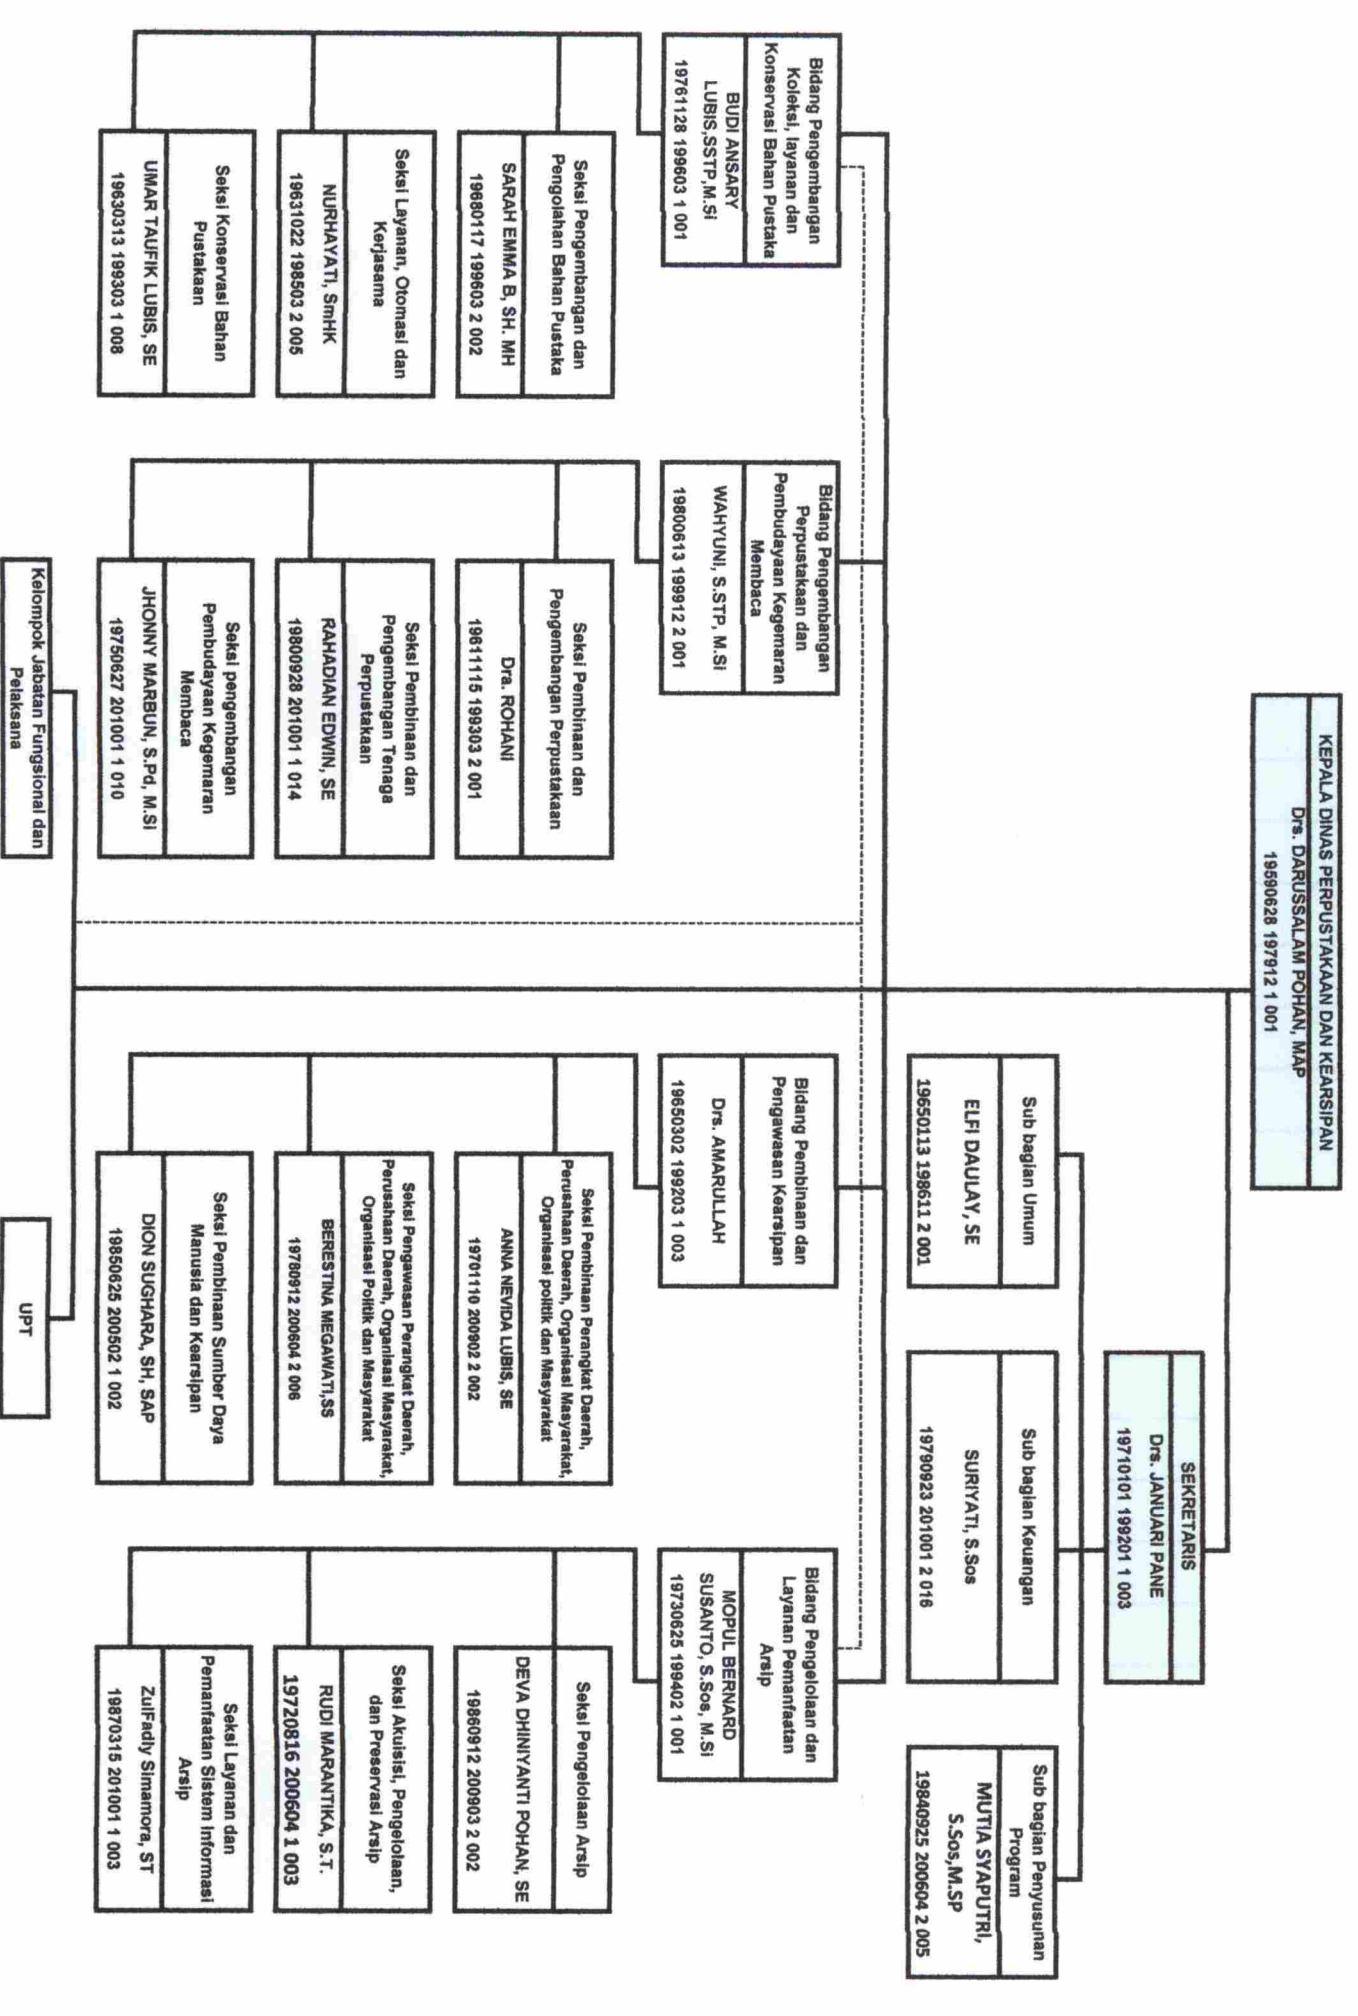 KEPALA DINAS PERPUSTAKAAN DAN KEARSIPAN
Drs. DARUSSALAM POHAN, MAP
19590628 197912 1 001
SEKRETARIS
Drs. JANUARI PANE
19710101 199201 1 003
Sub bagian Umum
ELFI DAULAY, SE
19650113 198611 2 001
Sub bagian Keuangan
SURIYATI, S.Sos
19790923 201001 2 016
Sub bagian Penyusunan
Program
MUTIA SYAPUTRI,
S.Sos,M.SP
19840925 200604 2 005
Bidang Pengembangan
Koleksi, layanan dan
Konservasi Bahan Pustaka
BUDI ANSARY
LUBIS,SSTP,M.Si
19761128 199603 1 001
Seksi Pengembangan dan
Pengolahan Bahan Pustaka
SARAH EMMA B, SH. MH
19680117 199603 2 002
Seksi Layanan, Otomasi dan
Kerjasama
NURHAYATI, SmHK
19631022 198503 2 005
Seksi Konservasi Bahan
Pustakaan
UMAR TAUFIK LUBIS, SE
19630313 199303 1 008
Bidang Pengembangan
Perpustakaan dan
Pembudayaan Kegemaran
Membaca
WAHYUNI, S.STP, M.Si
19800613 199912 2 001
Seksi Pembinaan dan
Pengembangan Perpustakaan
Dra. ROHANI
19611115 199303 2 001
Seksi Pembinaan dan
Pengembangan Tenaga
Perpustakaan
RAHADIAN EDWIN, SE
19800928 201001 1 014
Seksi pengembangan
Pembudayaan Kegemaran
Membaca
JHONNY MARBUN, S.Pd, M.Si
19750627 201001 1 010
Bidang Pembinaan dan
Pengawasan Kearsipan
Drs. AMARULLAH
19650302 199203 1 003
Seksi Pembinaan Perangkat Daerah,
Perusahaan Daerah, Organisasi Masyarakat,
Organisasi politik dan Masyarakat
ANNA NEVIDA LUBIS, SE
19701110 200902 2 002
Seksi Pengawasan Perangkat Daerah,
Perusahaan Daerah, Organisasi Masyarakat,
Organisasi Politik dan Masyarakat
BERESTINA MEGAWATI,SS
19780912 200604 2 006
Seksi Pembinaan Sumber Daya
Manusia dan Kearsipan
DION SUGHARA, SH, SAP
19850625 200502 1 002
Bidang Pengelolaan dan
Layanan Pemanfaatan
Arsip
MOPUL BERNARD
SUSANTO, S.Sos, M.Si
19730625 199402 1 001
Seksi Pengelolaan Arsip
DEVA DHINIYANTI POHAN, SE
19860912 200903 2 002
Seksi Akuisisi, Pengelolaan,
dan Preservasi Arsip
RUDI MARANTIKA, S.T.
19720816 200604 1 003
Seksi Layanan dan
Pemanfaatan Sistem Informasi
Arsip
ZulFadly Simamora, ST
19870315 201001 1 003
Kelompok Jabatan Fungsional dan
Pelaksana
UPT